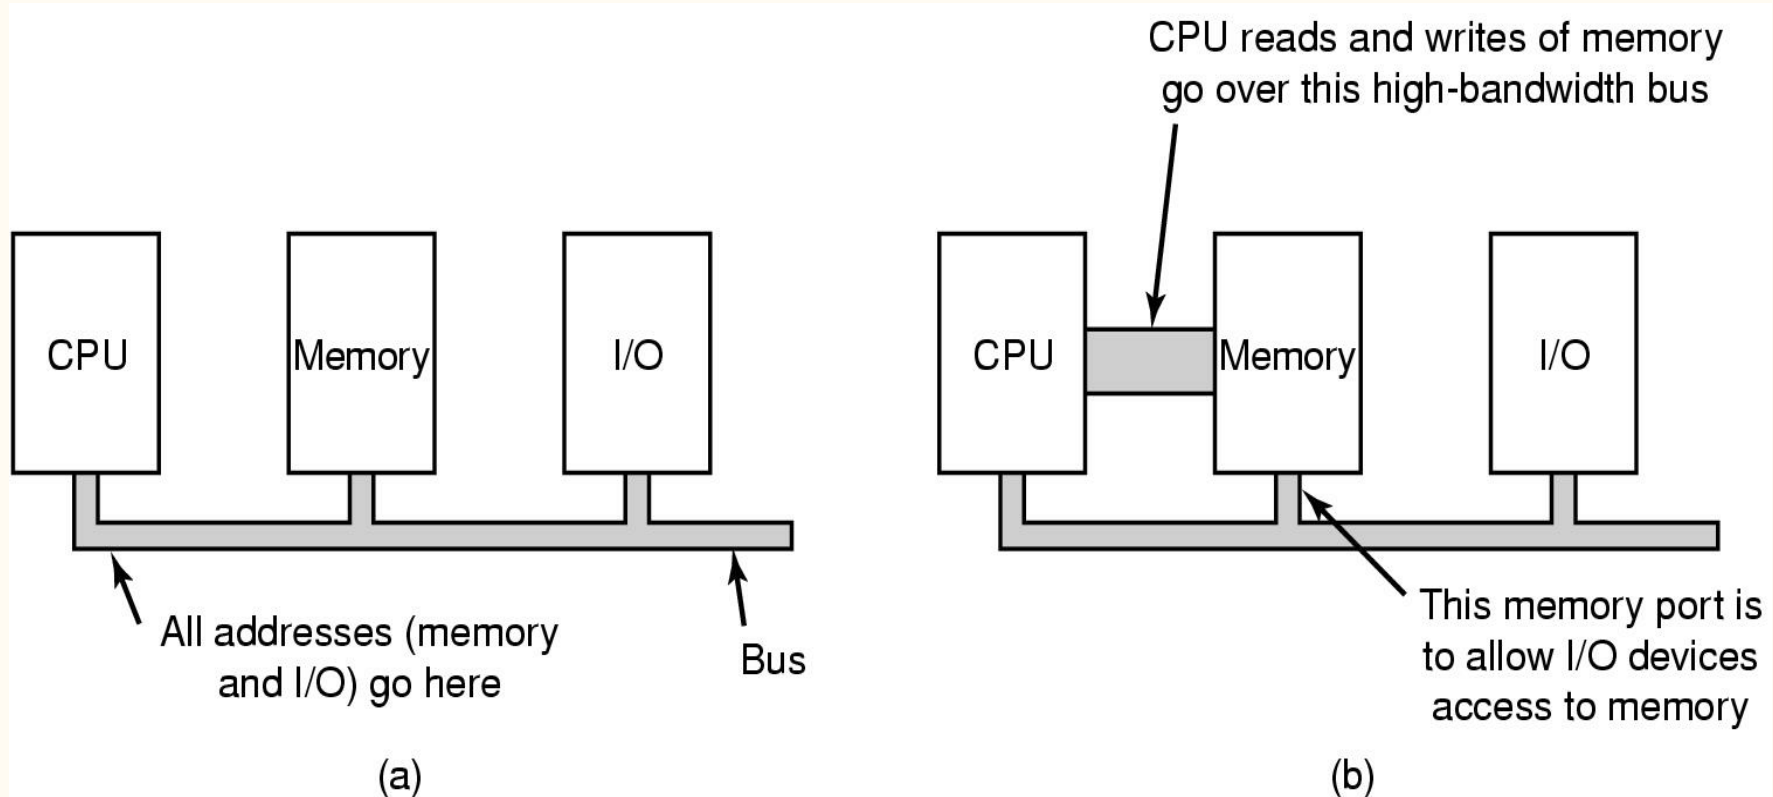 CPU reads and writes of memory
go over this high-bandwidth bus
CPU
Memory
I/O
All addresses (memory
and I/O) go here
Bus
(a)
CPU
Memory
I/O
This memory port is
to allow I/O devices
access to memory
(b)